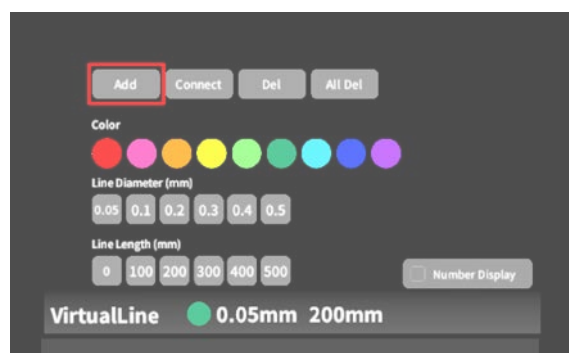 Add Connect Del All Del
Color
Line Diameter (mm)
0.05 0.1 0.2 0.3 0.4 0.5
Line Length (mm)
0 100 200 300 400 500
Number Display
VirtualLine 0.05mm 200mm